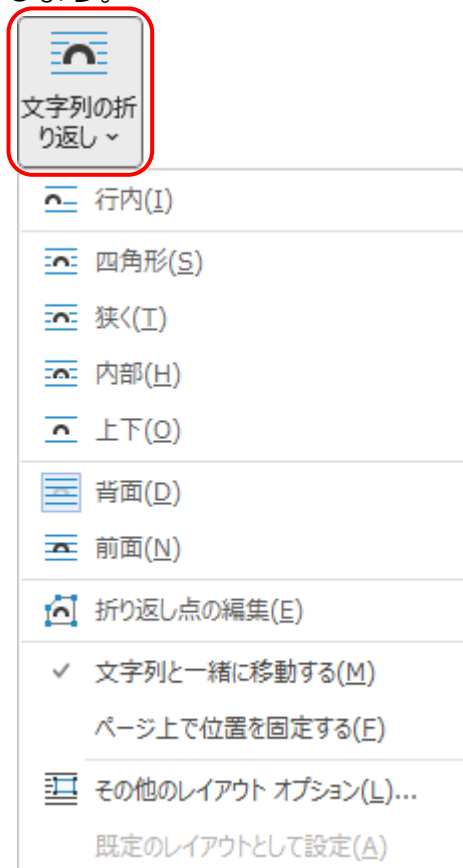 しょう。
文字列の折
り返し
行内(I)
四角形(S)
狭く(T)
内部(H)
上下(O)
背面(D)
前面(N)
折り返し点の編集(E)
文字列と一緒に移動する(M)
ページ上で位置を固定する(F)
その他のレイアウト オプション(L)...
既定のレイアウトとして設定(A)